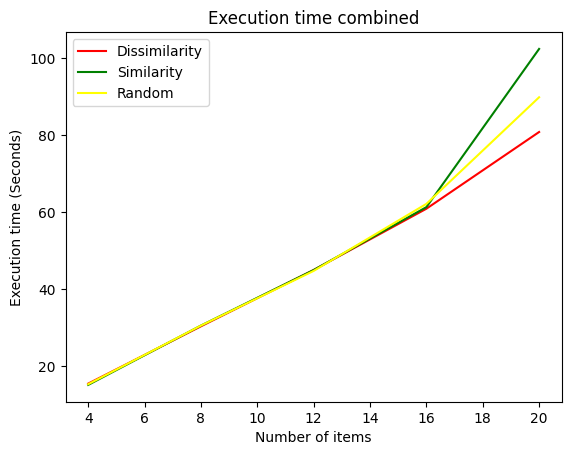 Execution time combined
Dissimilarity
Similarity
Random
Execution time (Seconds)
100
80
60
40
20
4 6 8 10 12 14 16 18 20
Number of items